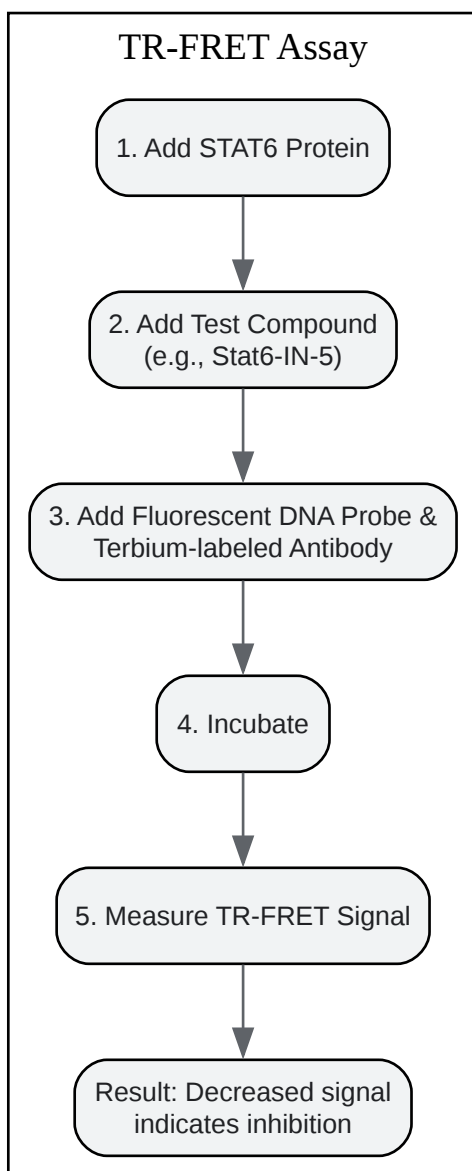 TR-FRET Assay
1. Add STAT6 Protein
2. Add Test Compound
(e.g., Stat6-IN-5)
3. Add Fluorescent DNA Probe &
Terbium-labeled Antibody
4. Incubate
5. Measure TR-FRET Signal
Result: Decreased signal
indicates inhibition